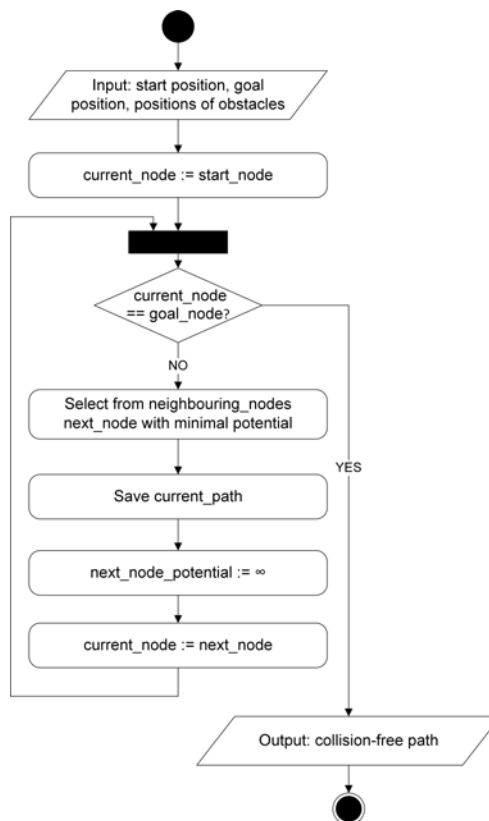 Input: start position, goal
position, positions of obstacles
current_node := start_node
current_node
== goal_node?
NO
Select from neighbouring_nodes
next_node with minimal potential
YES
Save current_path
next_node_potential := ∞
current_node := next_node
Output: collision-free path